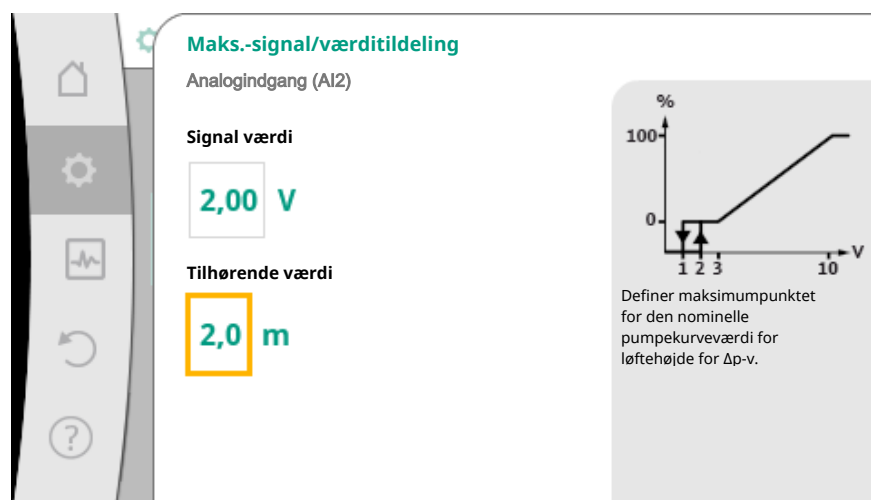 Maks.-signal/værditildeling
Analogindgang (AI2)
Signal værdi
2,00 V
Tilhørende værdi
2,0 m
%
100
0
1 2 3 10 V
Definer maksimumpunktet
for den nominelle
pumpekurveværdi for
løftehøjde for Δp-v.
?